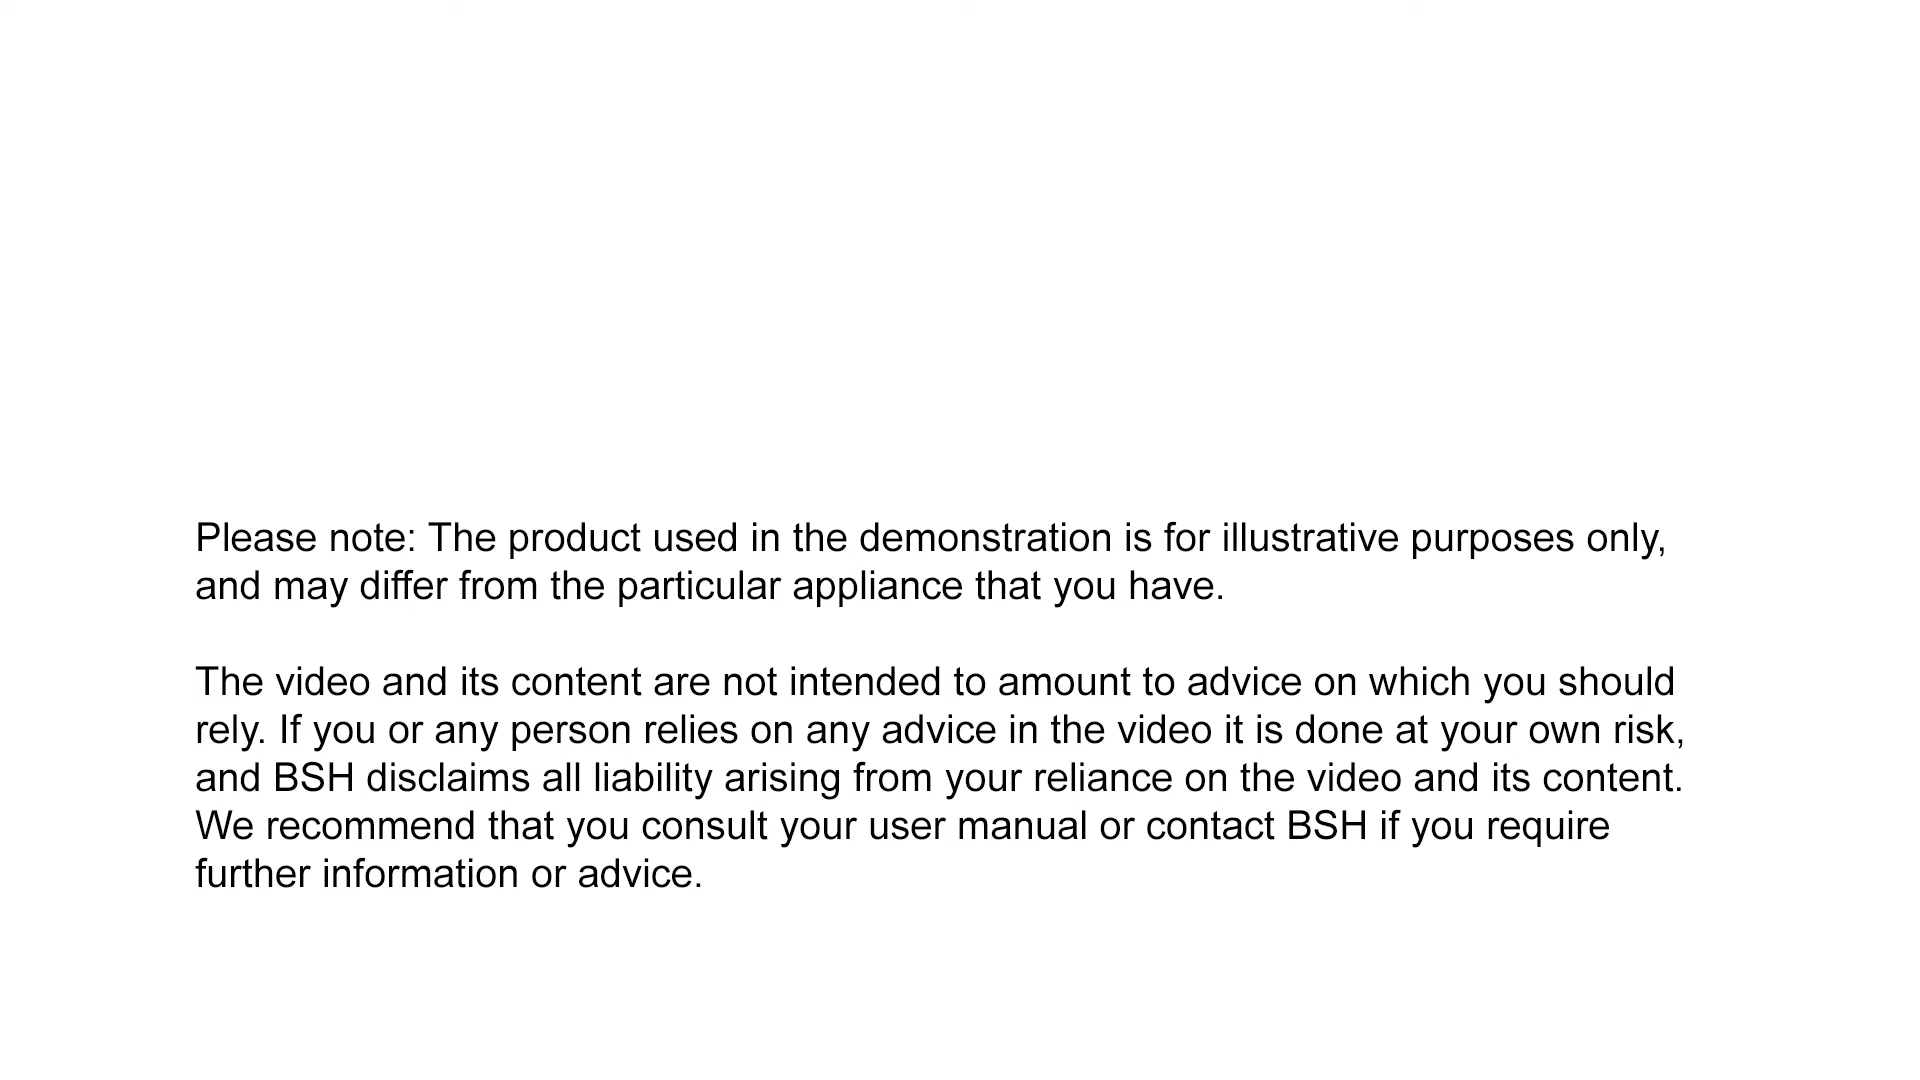 Please note: The product used in the demonstration is for illustrative purposes only,
and may differ from the particular appliance that you have.
The video and its content are not intended to amount to advice on which you should
rely. If you or any person relies on any advice in the video it is done at your own risk,
and BSH disclaims all liability arising from your reliance on the video and its content.
We recommend that you consult your user manual or contact BSH if you require
further information or advice.